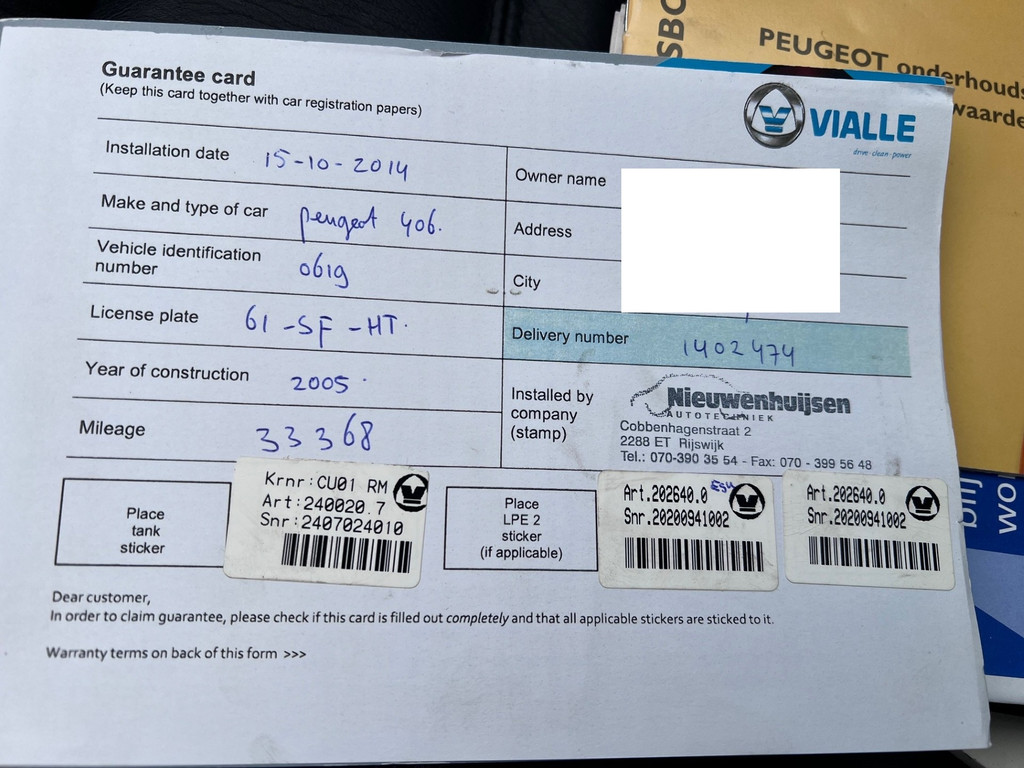 Guarantee card
(Keep this card together with car registration papers)
VIALLE
drive·clean·power
Installation date 15-10-2014
Make and type of car peugeot 406.
Vehicle identification
number 0619
License plate 61-SF-HT.
Year of construction 2005.
Mileage 33368
Owner name
Address
City
Delivery number 1402474
Installed by
company
(stamp)
Nieuwenhuijsen
AUTOTECHNIEK
Cobbenhagenstraat 2
2288 ET Rijswijk
Tel.: 070-390 35 54 - Fax: 070 - 399 56 48
Place
tank
sticker
Krnr:CU01 RM
Art:240020.7
Snr:2407024010
Place
LPE 2
sticker
(if applicable)
Art.202640.0
Snr.20200941002
Art.202640.0
Snr.20200941002
Dear customer,
In order to claim guarantee, please check if this card is filled out completely and that all applicable stickers are sticked to it.
Warranty terms on back of this form >>>
PEUGEOT onderhouds
waarde
SBO
bij
wo